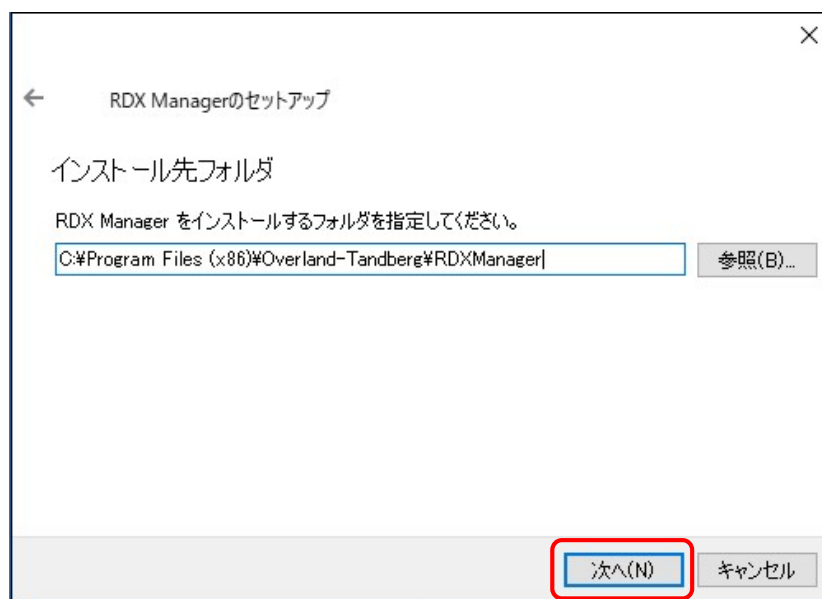 RDX Managerのセットアップ
インストール先フォルダ
RDX Manager をインストールするフォルダを指定してください。
C:¥Program Files (x86)¥Overland-Tandberg¥RDXManager
参照(B)...
次へ(N)
キャンセル